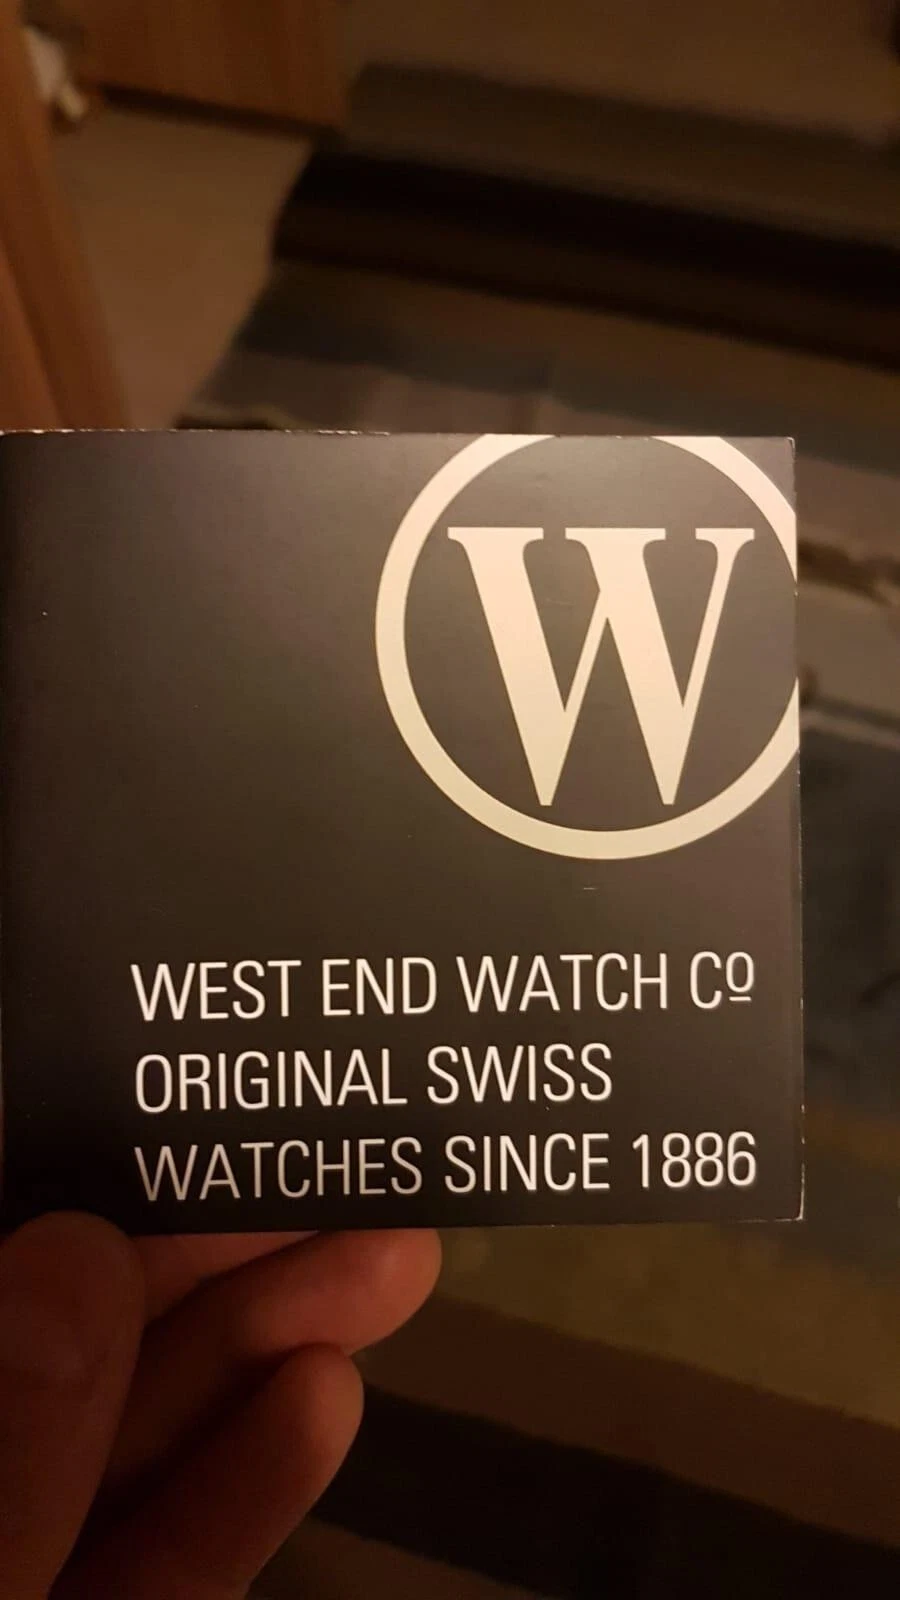 W
WEST END WATCH Cº
ORIGINAL SWISS
WATCHES SINCE 1886